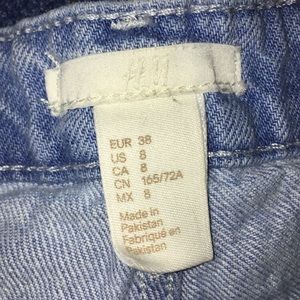 H&M
EUR 38
US 8
CA 8
CN 165/72A
MX 8
Made in
Pakistan
Fabriqué en
Pakistan